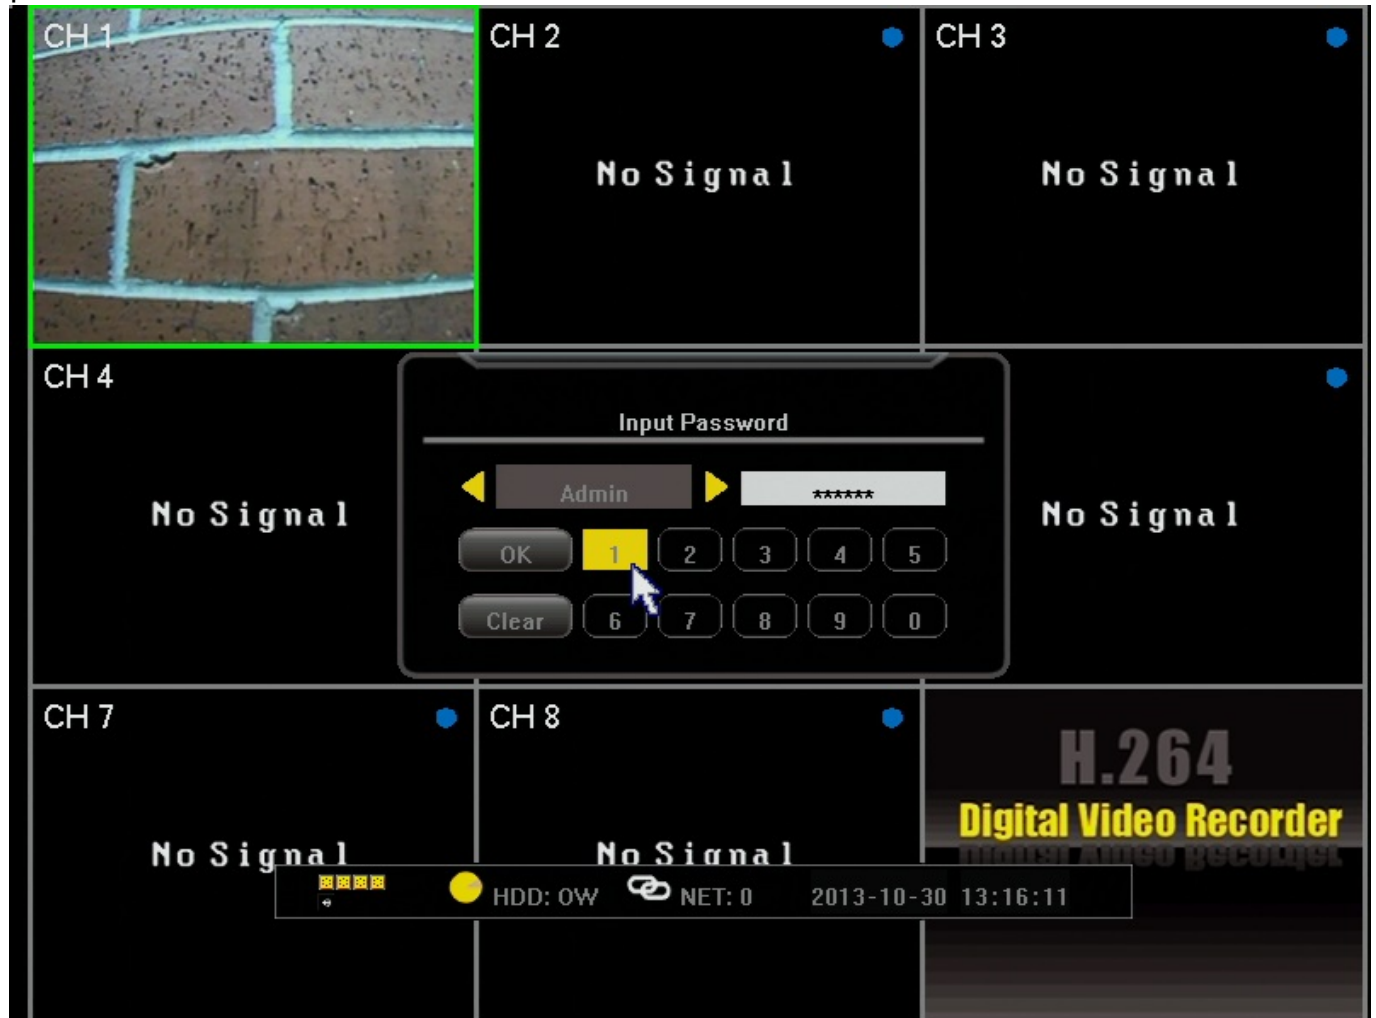 CH 1
CH 2
CH 3
No Signal
No Signal
CH 4
Input Password
Admin
******
No Signal
No Signal
OK
1
2
3
4
5
Clear
6
7
8
9
0
CH 7
CH 8
H.264
Digital Video Recorder
No Signal
No Signal
HDD: OW
NET: 0
2013-10-30 13:16:11